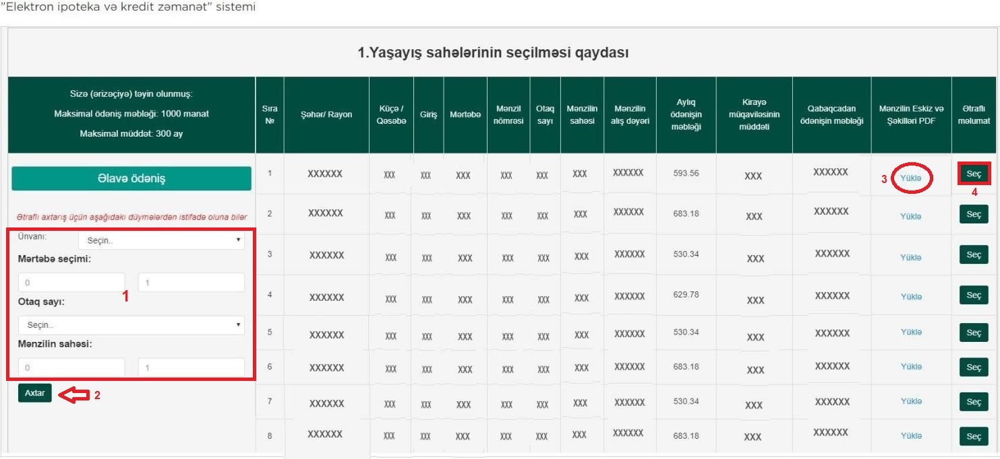 "Elektron ipoteka və kredit zəmanət" sistemi
1.Yaşayış sahələrinin seçilməsi qaydası
Sizə (ərizəçiyə) təyin olunmuş:
Maksimal ödəniş məbləği: 1000 manat
Maksimal müddət: 300 ay
Sıra №
Şəhər/ Rayon
Küçə / Qəsəbə
Giriş
Mərtəbə
Mənzil nömrəsi
Otaq sayı
Mənzilin sahəsi
Mənzilin alış dəyəri
Aylıq ödənişin məbləği
Kirayə müqaviləsinin müddəti
Qabaqcadan ödənişin məbləği
Mənzilin Eskiz və Şəkilləri PDF
Ətraflı məlumat
Əlavə ödəniş
Ətraflı axtarış üçün aşağıdakı düymələrdən istifadə oluna bilər
Ünvanı: Seçin..
Mərtəbə seçimi:
0 1
1
Otaq sayı:
Seçin..
Mənzilin sahəsi:
0 1
Axtar 2
1 XXXXXX XXX XXX XXX XXX XXX XXX XXXXXX 593.56 XXX XXXXXX 3 Yüklə Seç
4
2 XXXXXX XXX XXX XXX XXX XXX XXX XXXXXX 683.18 XXX XXXXXX Yüklə Seç
3 XXXXXX XXX XXX XXX XXX XXX XXX XXXXXX 530.34 XXX XXXXXX Yüklə Seç
4 XXXXXX XXX XXX XXX XXX XXX XXX XXXXXX 629.78 XXX XXXXXX Yüklə Seç
5 XXXXXX XXX XXX XXX XXX XXX XXX XXXXXX 530.34 XXX XXXXXX Yüklə Seç
6 XXXXXX XXX XXX XXX XXX XXX XXX XXXXXX 683.18 XXX XXXXXX Yüklə Seç
7 XXXXXX XXX XXX XXX XXX XXX XXX XXXXXX 530.34 XXX XXXXXX Yüklə Seç
8 XXXXXX XXX XXX XXX XXX XXX XXX XXXXXX 683.18 XXX XXXXXX Yüklə Seç